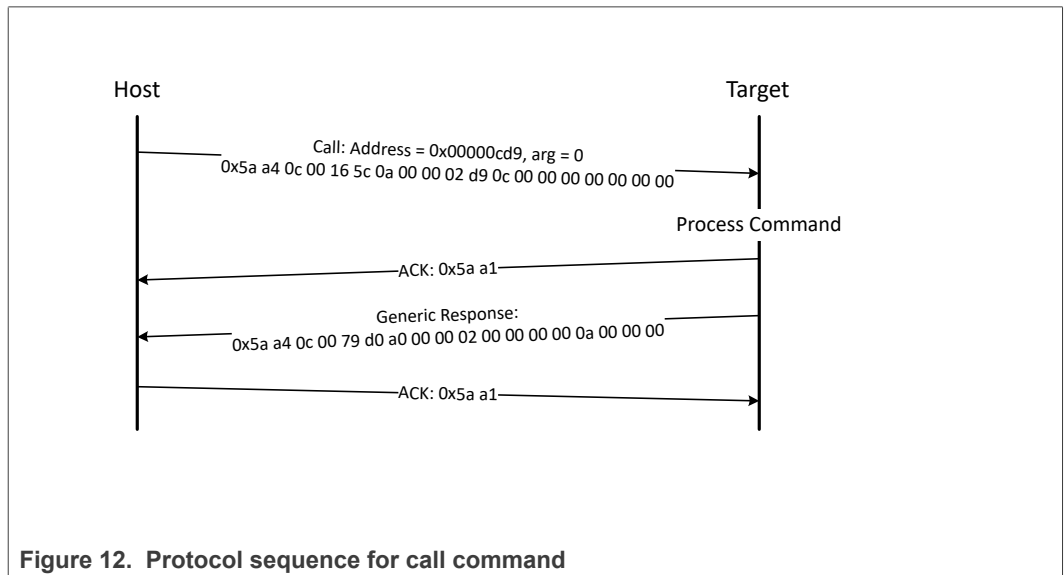 Host
Target
Call: Address = 0x00000cd9, arg = 0
0x5a a4 0c 00 16 5c 0a 00 00 02 d9 0c 00 00 00 00 00 00 00
Process Command
ACK: 0x5a a1
Generic Response:
0x5a a4 0c 00 79 d0 a0 00 00 02 00 00 00 00 0a 00 00 00
ACK: 0x5a a1
Figure 12. Protocol sequence for call command